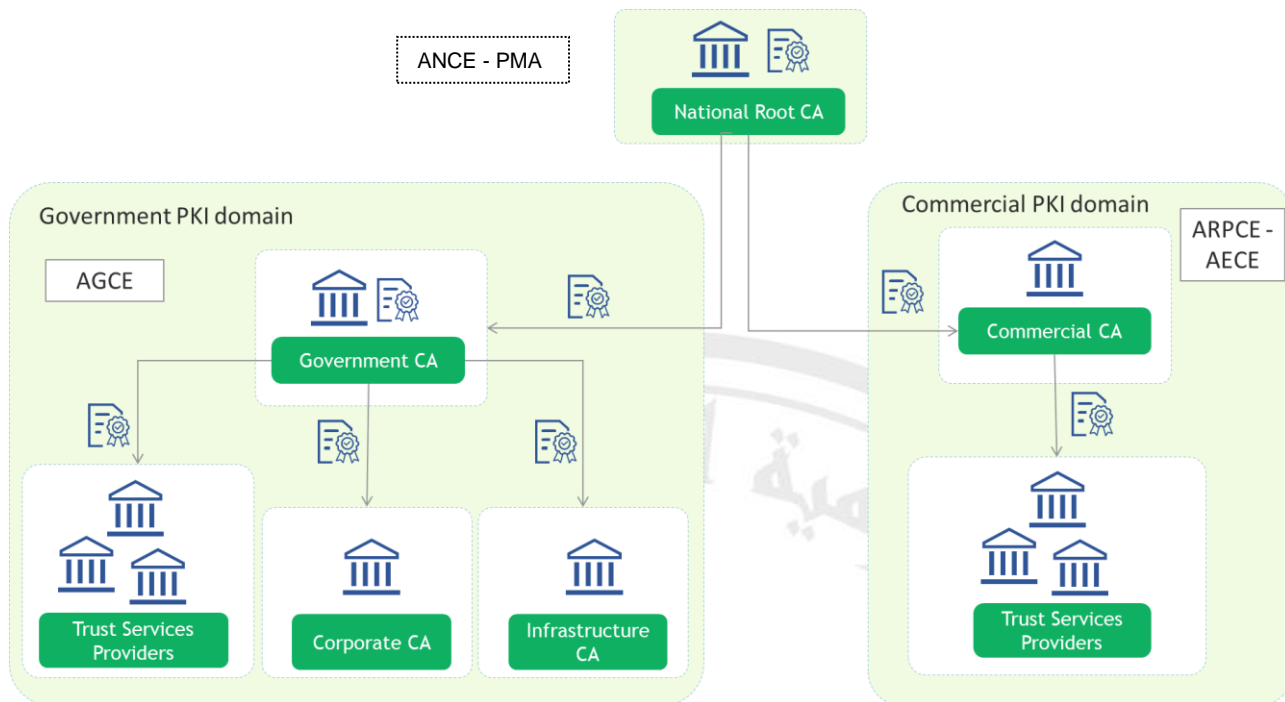 ANCE - PMA
National Root CA
Government PKI domain
AGCE
Government CA
Trust Services
Providers
Corporate CA
Infrastructure
CA
Commercial PKI domain
ARPCE -
AECE
Commercial CA
Trust Services
Providers